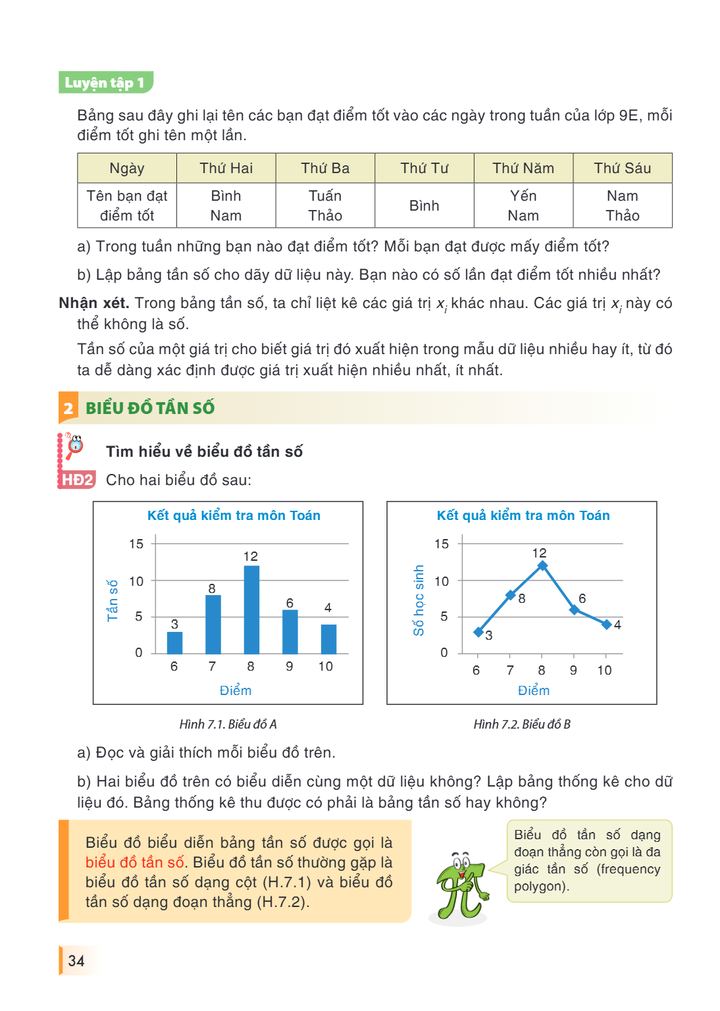 Luyện tập 1
Bảng sau đây ghi lại tên các bạn đạt điểm tốt vào các ngày trong tuần của lớp 9E, mỗi
điểm tốt ghi tên một lần.
Ngày Thứ Hai Thứ Ba Thứ Tư Thứ Năm Thứ Sáu
Tên bạn đạt Bình Tuấn Bình Yến Nam
điểm tốt Nam Thảo Nam Thảo
a) Trong tuần những bạn nào đạt điểm tốt? Mỗi bạn đạt được mấy điểm tốt?
b) Lập bảng tần số cho dãy dữ liệu này. Bạn nào có số lần đạt điểm tốt nhiều nhất?
Nhận xét. Trong bảng tần số, ta chỉ liệt kê các giá trị xᵢ khác nhau. Các giá trị xᵢ này có
thể không là số.
Tần số của một giá trị cho biết giá trị đó xuất hiện trong mẫu dữ liệu nhiều hay ít, từ đó
ta dễ dàng xác định được giá trị xuất hiện nhiều nhất, ít nhất.
2 BIỂU ĐỒ TẦN SỐ
Tìm hiểu về biểu đồ tần số
HĐ2 Cho hai biểu đồ sau:
Kết quả kiểm tra môn Toán
Tần số
15
10
5
0
3
8
12
6
4
6 7 8 9 10
Điểm
Hình 7.1. Biểu đồ A
Kết quả kiểm tra môn Toán
Số học sinh
15
10
5
0
3
8
12
6
4
6 7 8 9 10
Điểm
Hình 7.2. Biểu đồ B
a) Đọc và giải thích mỗi biểu đồ trên.
b) Hai biểu đồ trên có biểu diễn cùng một dữ liệu không? Lập bảng thống kê cho dữ
liệu đó. Bảng thống kê thu được có phải là bảng tần số hay không?
Biểu đồ biểu diễn bảng tần số được gọi là
biểu đồ tần số. Biểu đồ tần số thường gặp là
biểu đồ tần số dạng cột (H.7.1) và biểu đồ
tần số dạng đoạn thẳng (H.7.2).
Biểu đồ tần số dạng
đoạn thẳng còn gọi là đa
giác tần số (frequency
polygon).
34